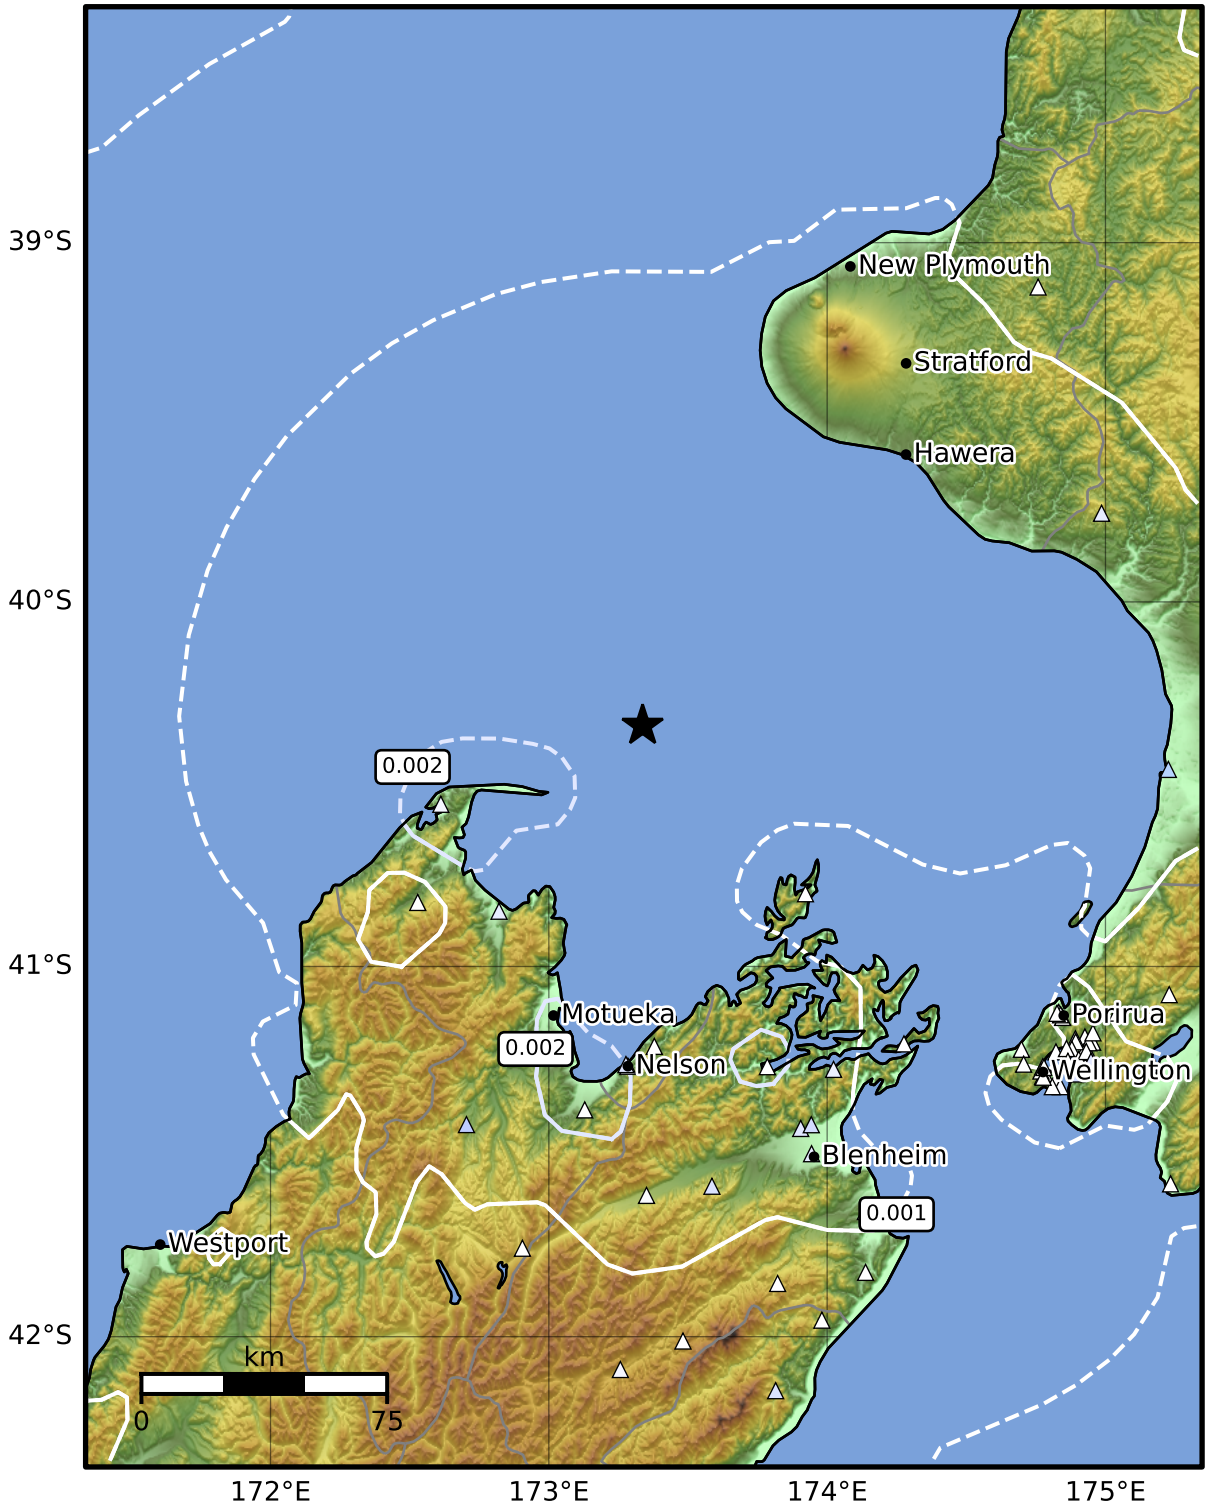 39°S
New Plymouth
Stratford
Hawera
40°S
0.002
41°S
Motueka
Porirua
0.002
Nelson
Wellington
Blenheim
0.001
Westport
42°S
km
0
75
172°E
173°E
174°E
175°E